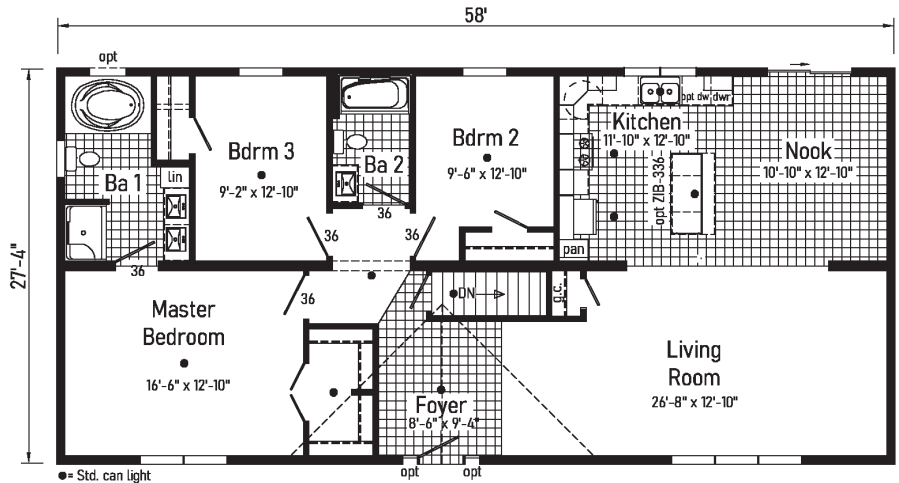 58'
opt
27'-4"
Bdrm 3
9'-2" x 12'-10"
Ba 2
Bdrm 2
9'-6" x 12'-10"
opt dw dwr
Kitchen
11'-10" x 12'-10"
opt ZIB-336
Nook
10'-10" x 12'-10"
Ba 1
lin
pan
36
36
36
36
36
DN
g.c.
Master
Bedroom
16'-6" x 12'-10"
Living
Room
26'-8" x 12'-10"
Foyer
8'-6" x 9'-4"
opt
opt
●= Std. can light